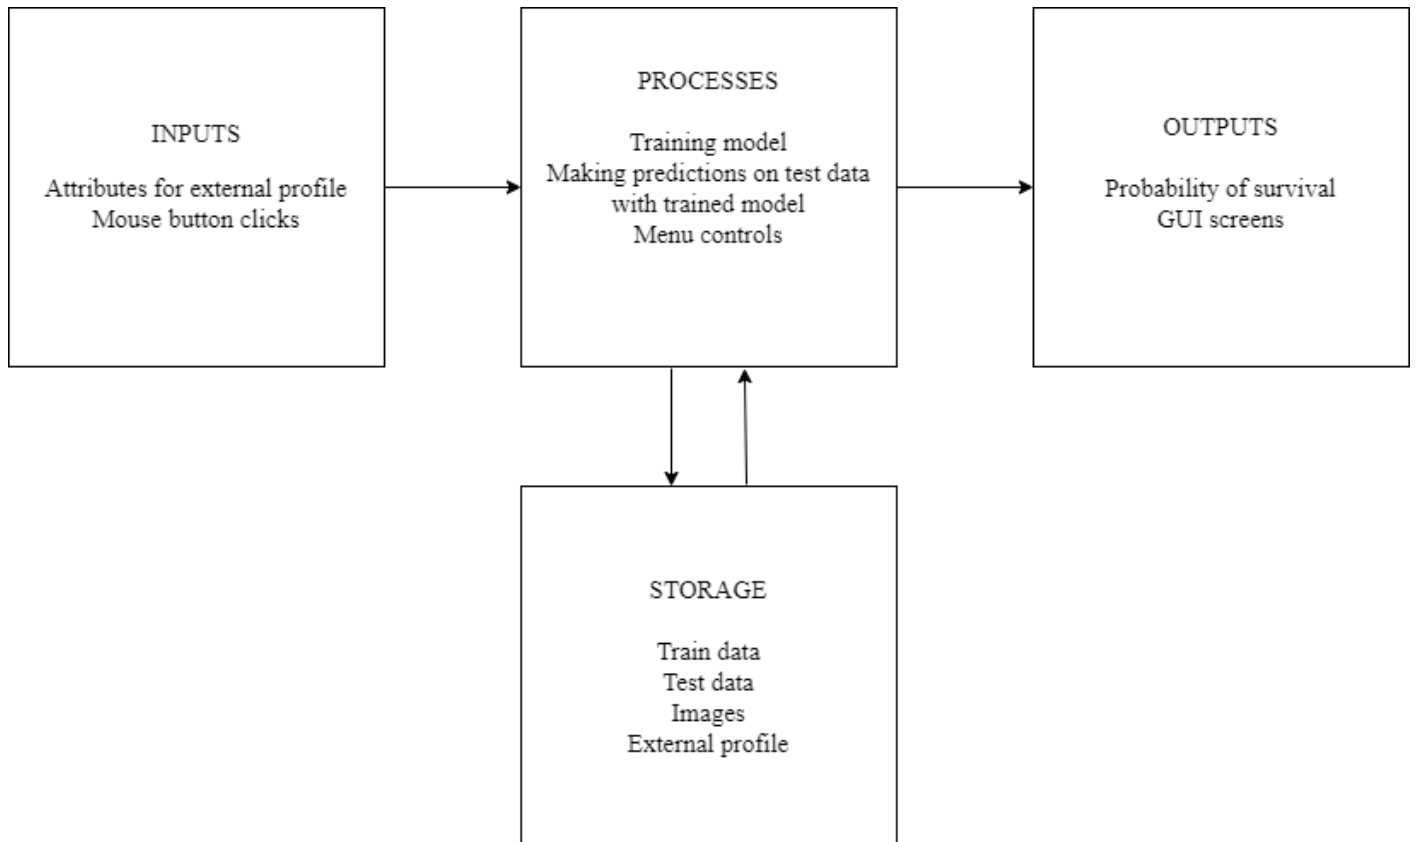 INPUTS
Attributes for external profile
Mouse button clicks
PROCESSES
Training model
Making predictions on test data
with trained model
Menu controls
OUTPUTS
Probability of survival
GUI screens
STORAGE
Train data
Test data
Images
External profile